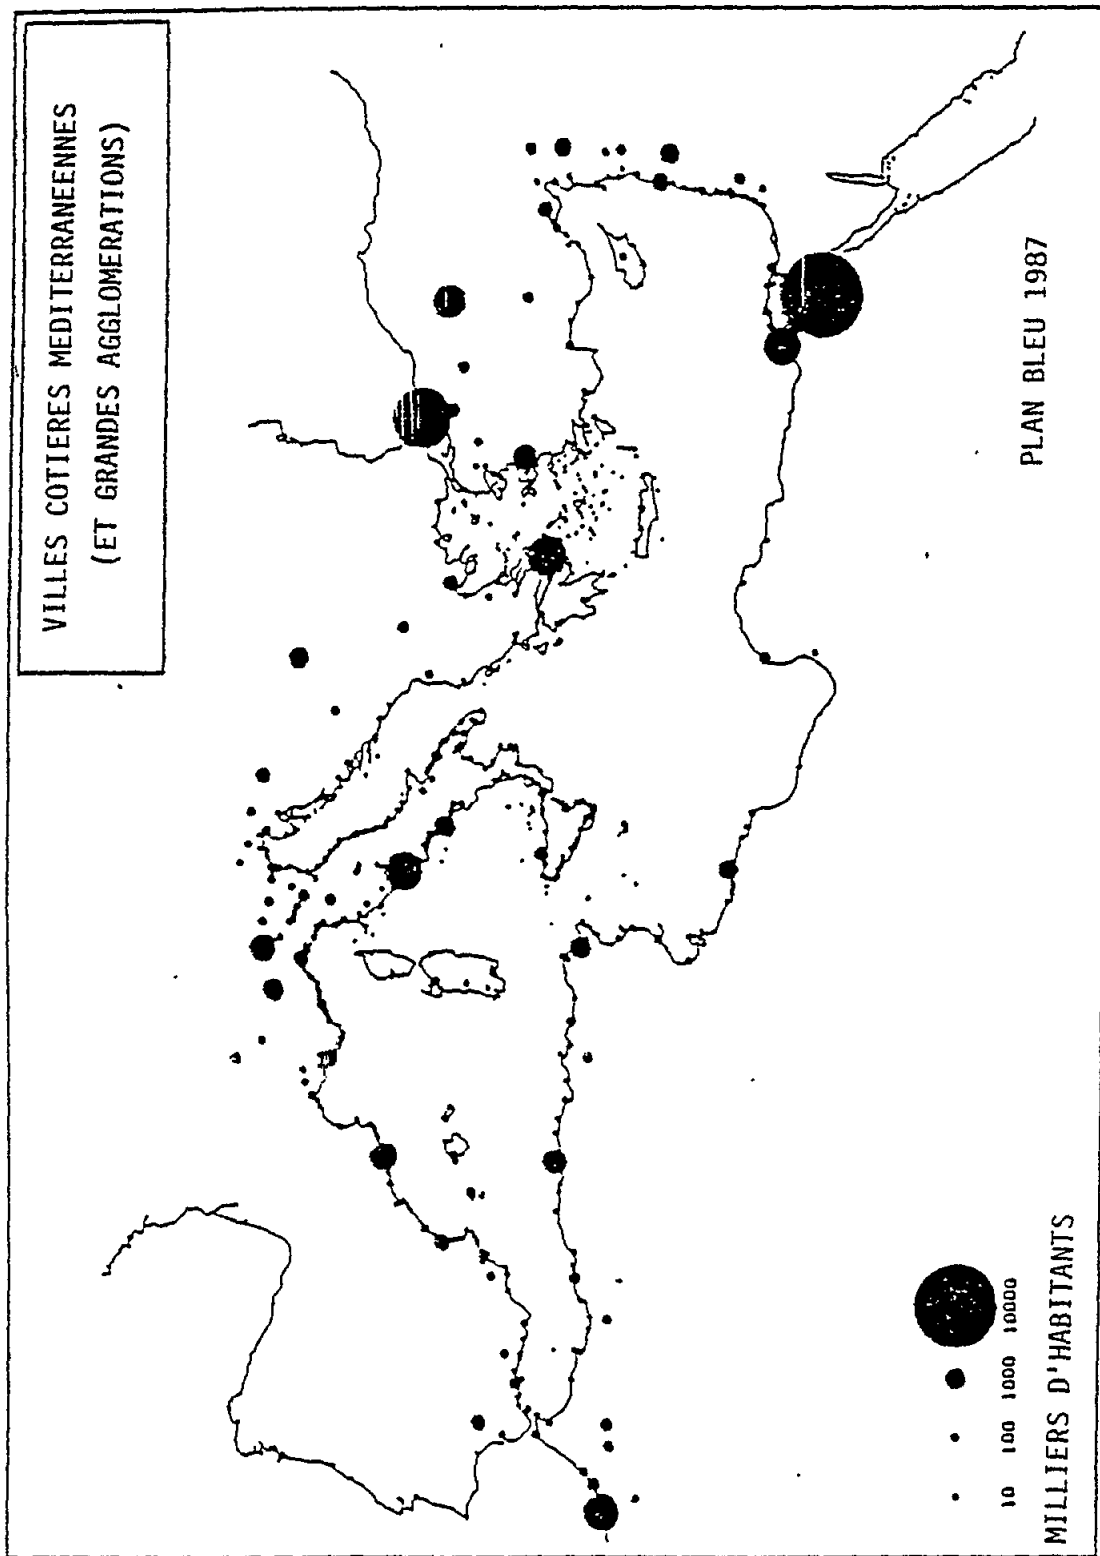 VILLES COTIERES MEDITERRANEENNES
(ET GRANDES AGGLOMERATIONS)
PLAN BLEU 1987
10 100 1000 10000
MILLIERS D'HABITANTS